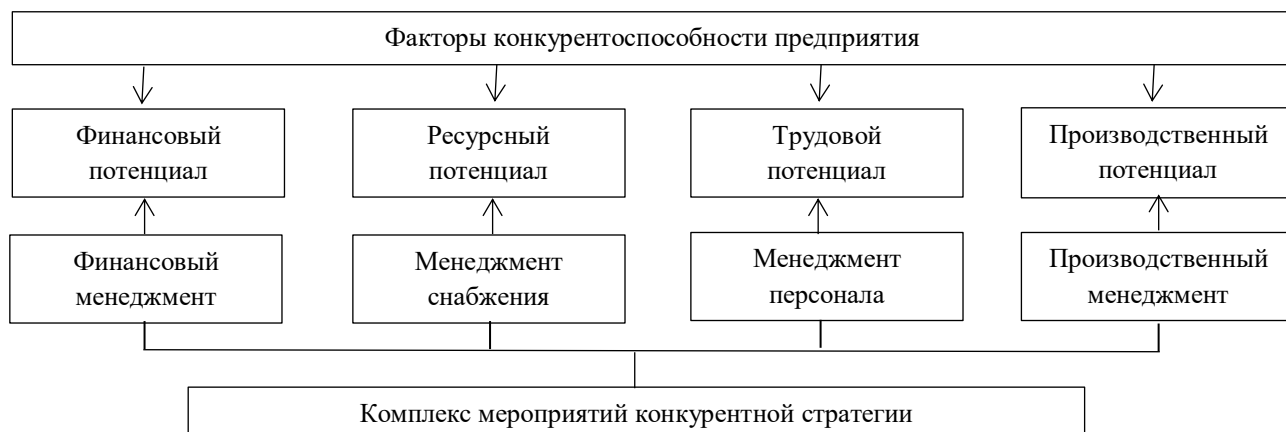 Факторы конкурентоспособности предприятия
Финансовый
потенциал
Ресурсный
потенциал
Трудовой
потенциал
Производственный
потенциал
Финансовый
менеджмент
Менеджмент
снабжения
Менеджмент
персонала
Производственный
менеджмент
Комплекс мероприятий конкурентной стратегии